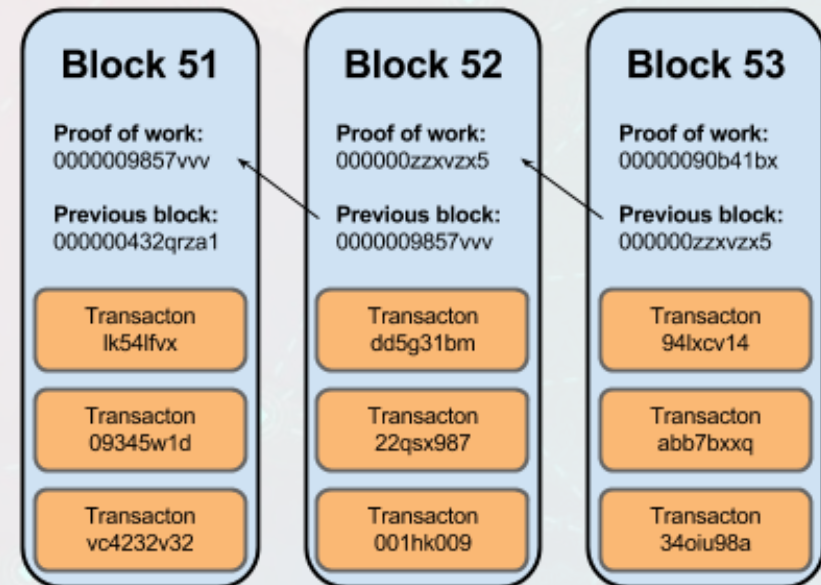 Block 51
Proof of work:
0000009857vvv
Previous block:
000000432qrza1
Transacton
lk54lfvx
Transacton
09345w1d
Transacton
vc4232v32
Block 52
Proof of work:
000000zzxvzx5
Previous block:
0000009857vvv
Transacton
dd5g31bm
Transacton
22qsx987
Transacton
001hk009
Block 53
Proof of work:
00000090b41bx
Previous block:
000000zzxvzx5
Transacton
94lxcv14
Transacton
abb7bxxq
Transacton
34oiu98a